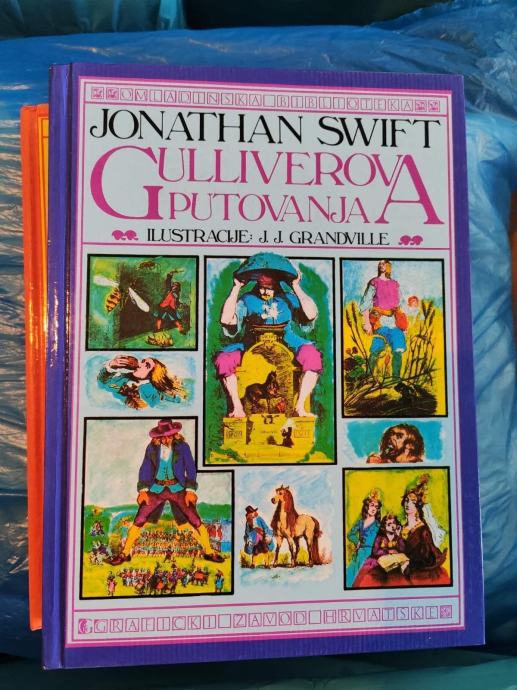 OMLADINSKA BIBLIOTEKA
JONATHAN SWIFT
GULLIVEROVA
PUTOVANJA
ILUSTRACIJE: J. J. GRANDVILLE
GRAFIČKI ZAVOD HRVATSKE